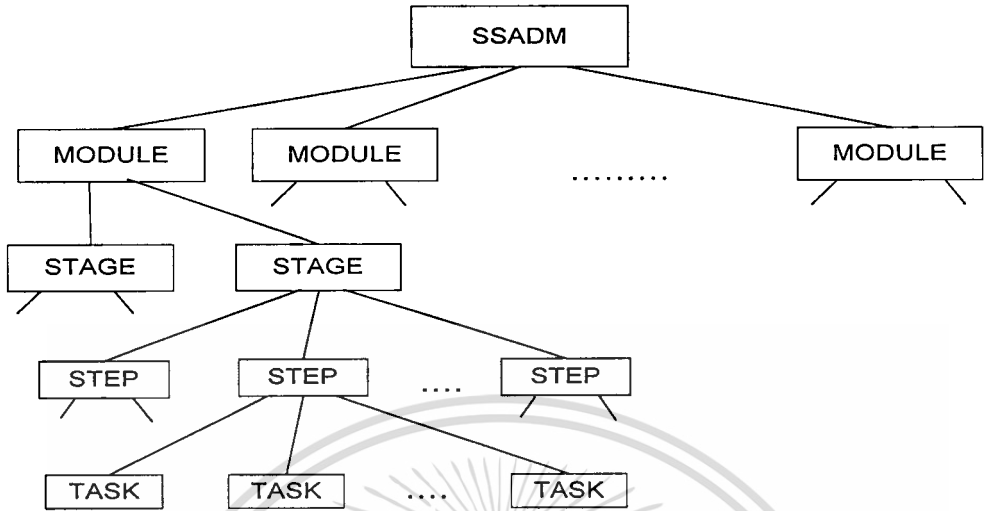 SSADM
MODULE MODULE ......... MODULE
STAGE STAGE
STEP STEP .... STEP
TASK TASK .... TASK